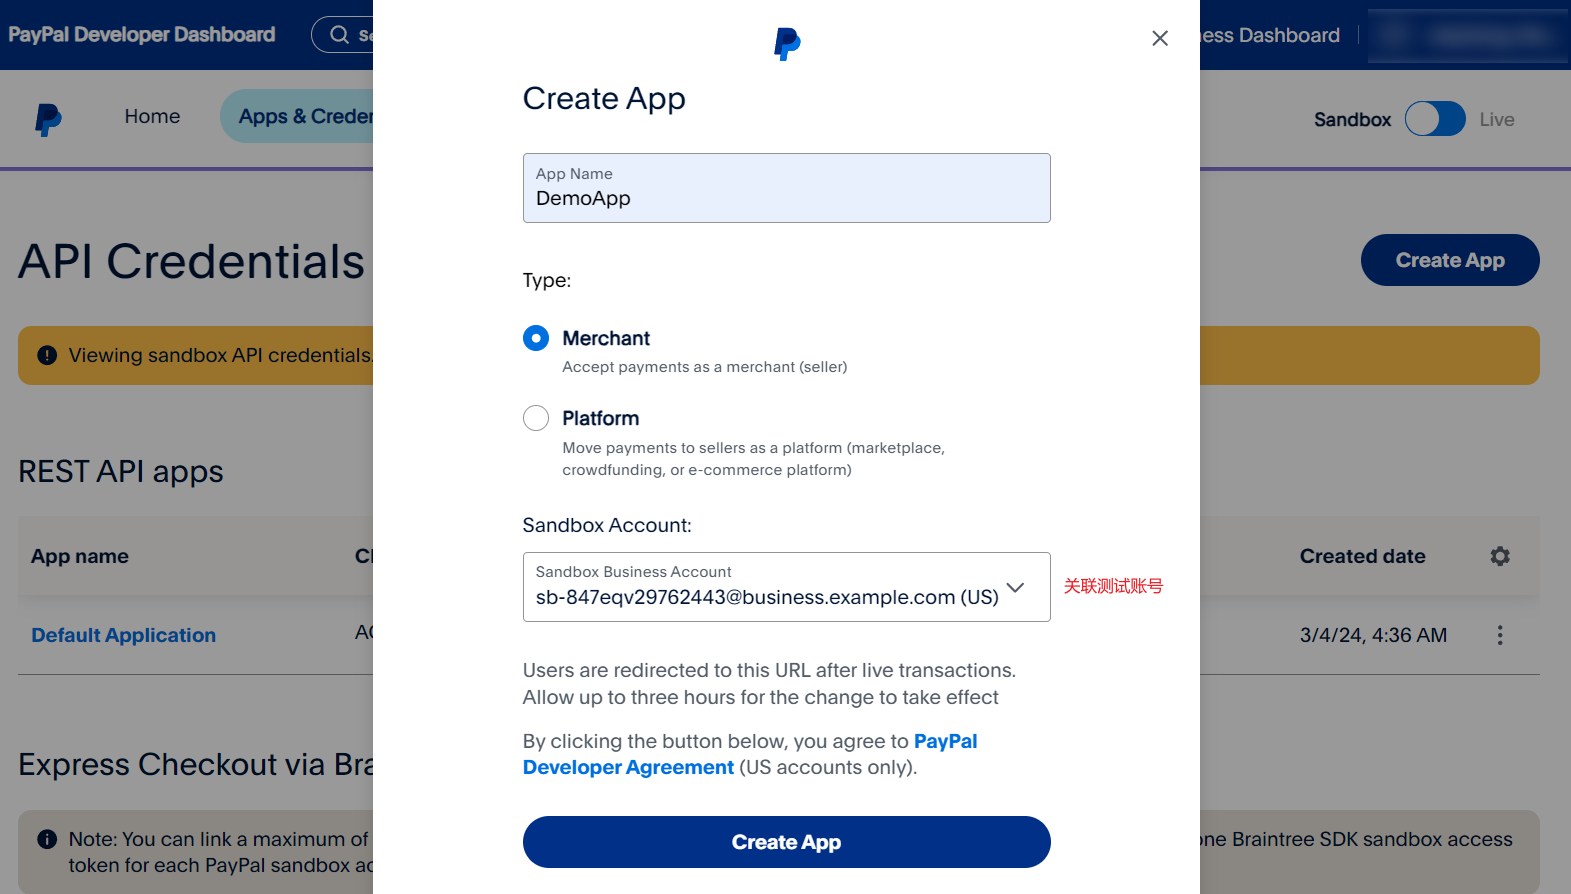 PayPal Developer Dashboard
ess Dashboard
Home
Apps & Creder
Sandbox
Live
API Credentials
Create App
Viewing sandbox API credentials.
REST API apps
App name
Created date
Default Application
3/4/24, 4:36 AM
Express Checkout via Bra
Note: You can link a maximum of
one Braintree SDK sandbox access
token for each PayPal sandbox ac
Create App
App Name
DemoApp
Type:
Merchant
Accept payments as a merchant (seller)
Platform
Move payments to sellers as a platform (marketplace,
crowdfunding, or e-commerce platform)
Sandbox Account:
Sandbox Business Account
sb-847eqv29762443@business.example.com (US)
关联测试账号
Users are redirected to this URL after live transactions.
Allow up to three hours for the change to take effect
By clicking the button below, you agree to PayPal
Developer Agreement (US accounts only).
Create App